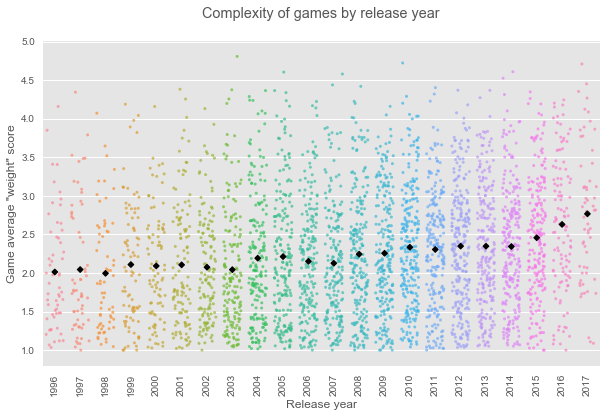 Complexity of games by release year
Game average "weight" score
5.0
4.5
4.0
3.5
3.0
2.5
2.0
1.5
1.0
1996 1997 1998 1999 2000 2001 2002 2003 2004 2005 2006 2007 2008 2009 2010 2011 2012 2013 2014 2015 2016 2017
Release year